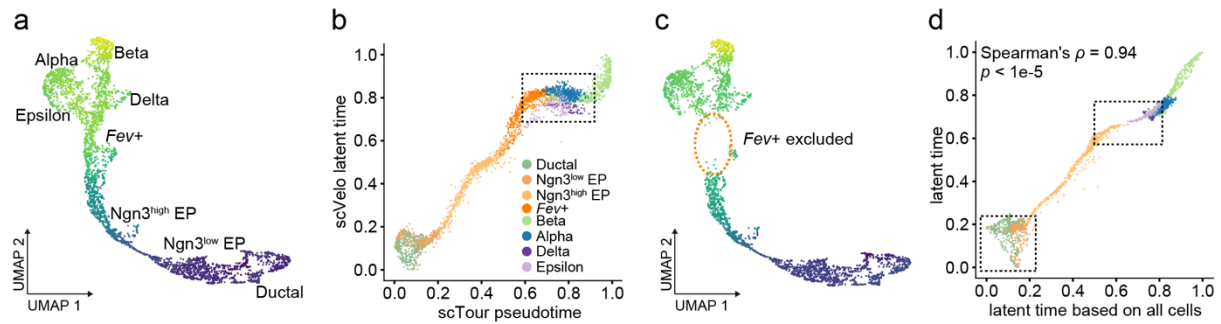 a
Alpha
Beta
Epsilon
Delta
Fev+
Ngn3high EP
Ngn3low EP
Ductal
UMAP 2
UMAP 1
b
scVelo latent time
1.0
0.8
0.6
0.4
0.2
0.0
Ductal
Ngn3low EP
Ngn3high EP
Fev+
Beta
Alpha
Delta
Epsilon
0.0 0.2 0.4 0.6 0.8 1.0
scTour pseudotime
c
Fev+ excluded
UMAP 2
UMAP 1
d
Spearman's ρ = 0.94
p < 1e-5
latent time
1.0
0.8
0.6
0.4
0.2
0.0
0.0 0.2 0.4 0.6 0.8 1.0
latent time based on all cells